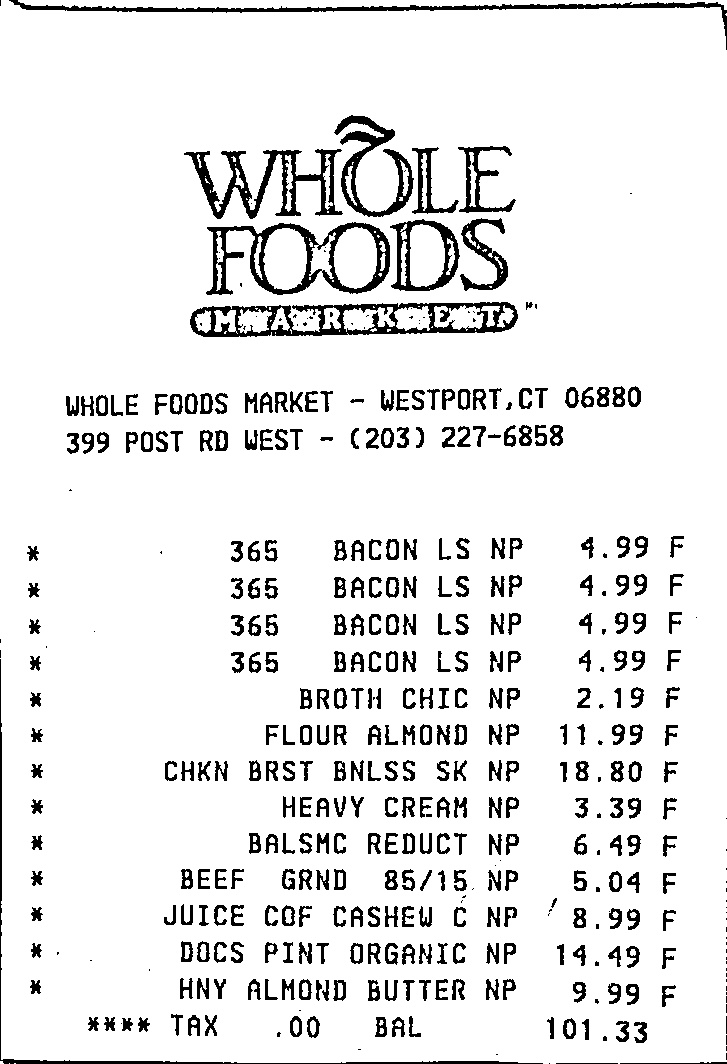 WHOLE
FOODS
MARKET
WHOLE FOODS MARKET - WESTPORT,CT 06880
399 POST RD WEST - (203) 227-6858
* 365 BACON LS NP 4.99 F
* 365 BACON LS NP 4.99 F
* 365 BACON LS NP 4.99 F
* 365 BACON LS NP 4.99 F
* BROTH CHIC NP 2.19 F
* FLOUR ALMOND NP 11.99 F
* CHKN BRST BNLSS SK NP 18.80 F
* HEAVY CREAM NP 3.39 F
* BALSMC REDUCT NP 6.49 F
* BEEF GRND 85/15 NP 5.04 F
* JUICE COF CASHEW C NP 8.99 F
* DOCS PINT ORGANIC NP 14.49 F
* HNY ALMOND BUTTER NP 9.99 F
**** TAX .00 BAL 101.33